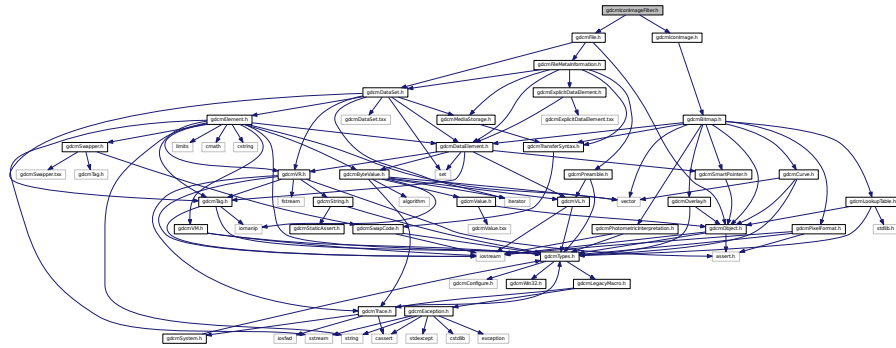 gdcmIconImageFilter.h
gdcmFile.h
gdcmIconImage.h
gdcmFileMetaInformation.h
gdcmDataSet.h
gdcmExplicitDataElement.h
gdcmElement.h
gdcmDataSet.txx
gdcmMediaStorage.h
gdcmExplicitDataElement.txx
gdcmBitmap.h
gdcmSwapper.h
limits
cmath
cstring
gdcmDataElement.h
gdcmTransferSyntax.h
gdcmSwapper.txx
gdcmTag.h
gdcmVR.h
gdcmByteValue.h
set
gdcmPreamble.h
gdcmSmartPointer.h
gdcmCurve.h
gdcmTag.h
fstream
gdcmString.h
algorithm
gdcmValue.h
iterator
gdcmVL.h
vector
gdcmOverlay.h
gdcmLookupTable.h
gdcmVM.h
iomanip
gdcmStaticAssert.h
gdcmSwapCode.h
gdcmValue.txx
gdcmPhotometricInterpretation.h
gdcmObject.h
gdcmPixelFormat.h
stdlib.h
iostream
gdcmTypes.h
assert.h
gdcmConfigure.h
gdcmWin32.h
gdcmLegacyMacro.h
gdcmTrace.h
gdcmException.h
gdcmSystem.h
iosfwd
sstream
string
cassert
stdexcept
cstdlib
exception